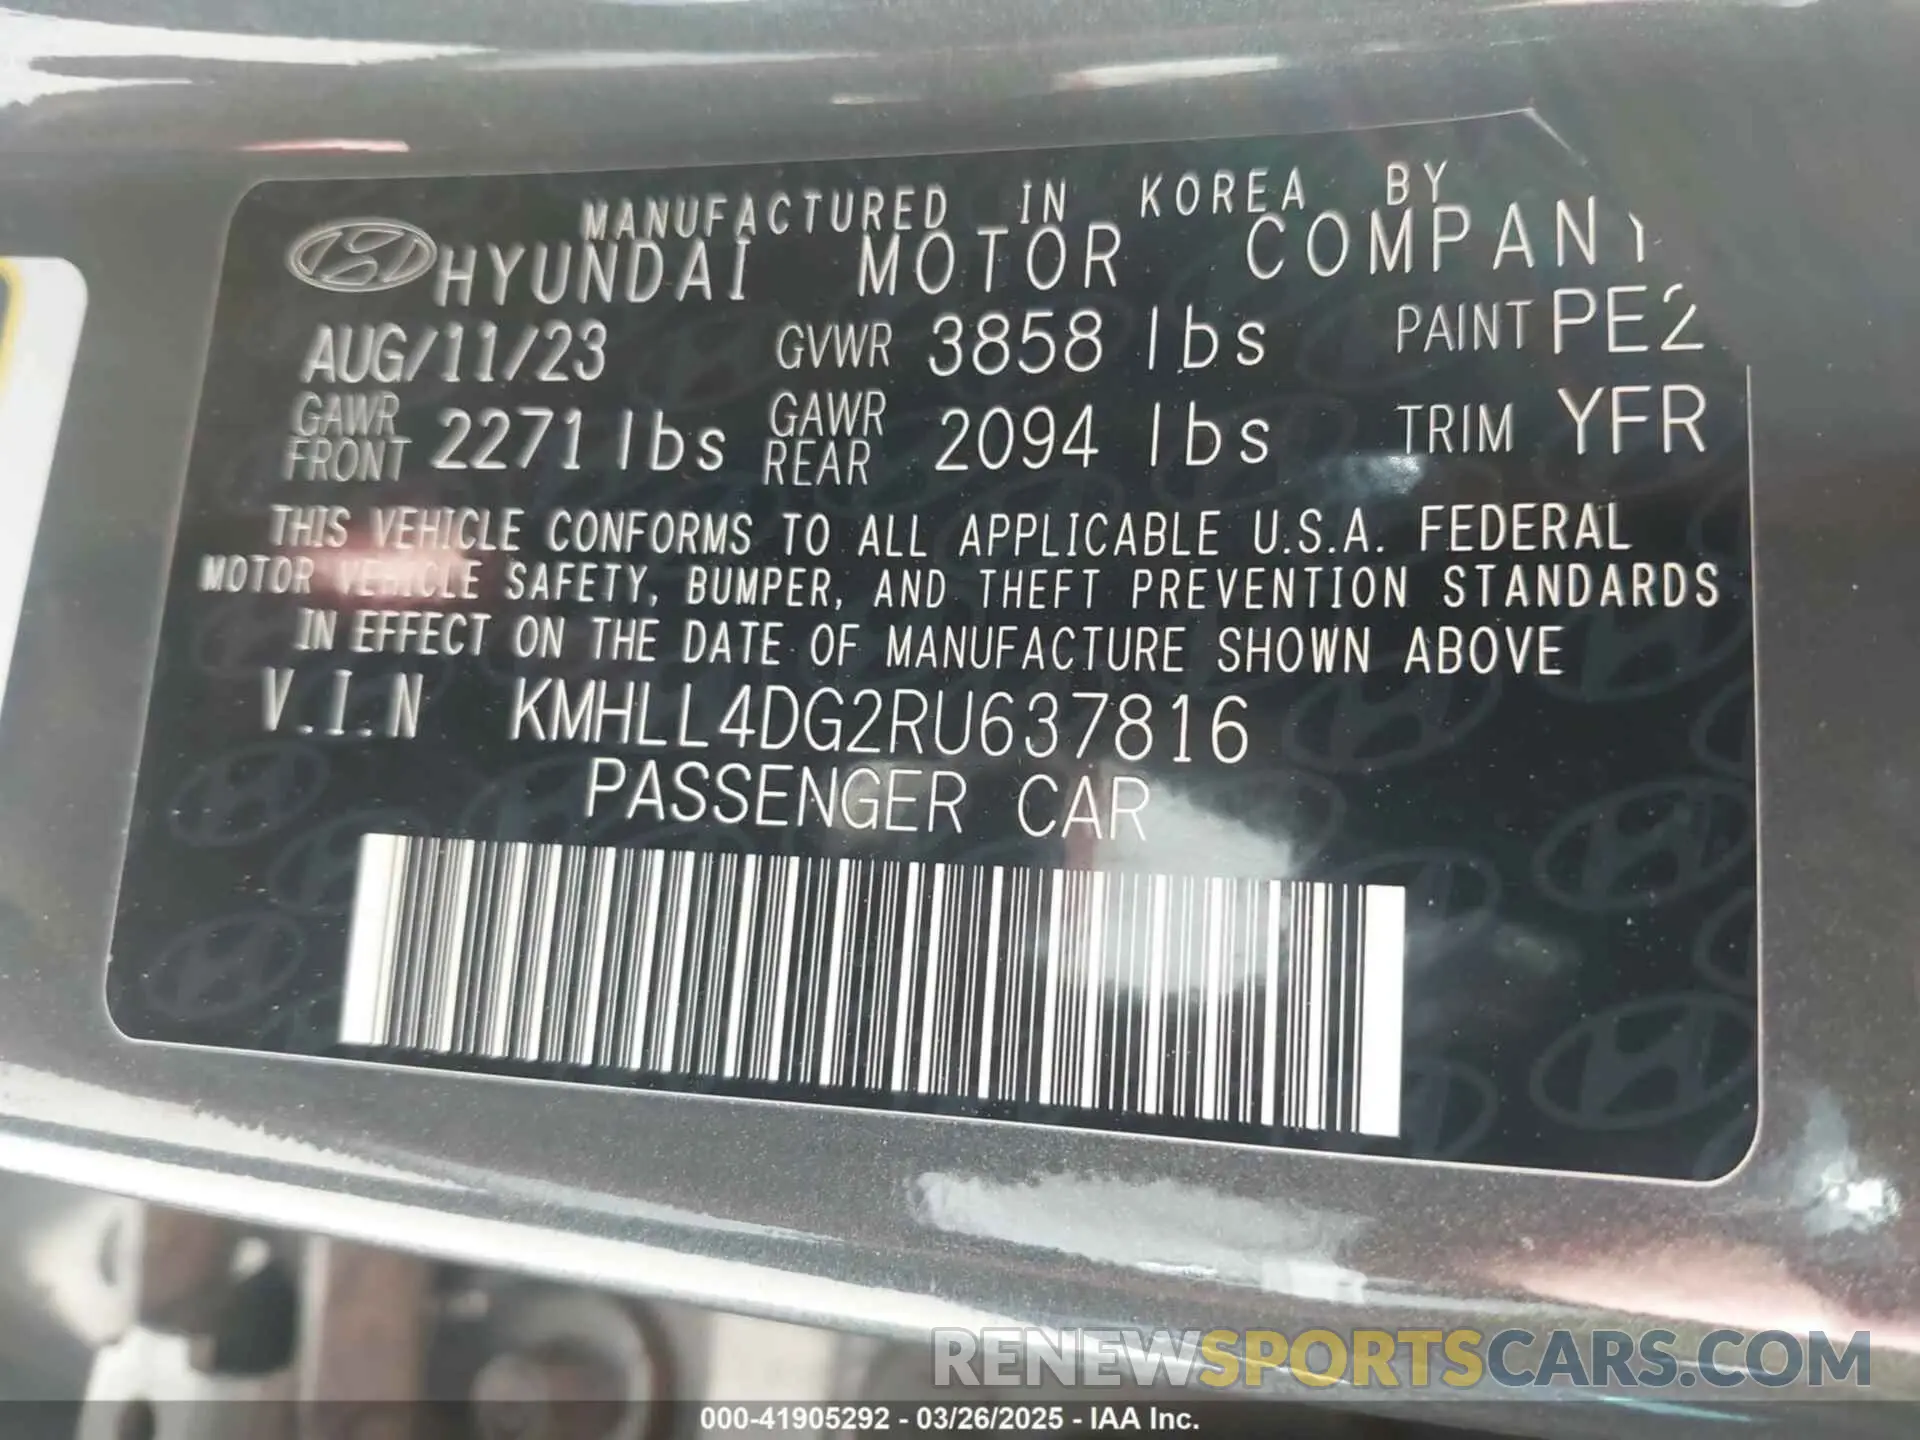 MANUFACTURED IN KOREA BY
HYUNDAI MOTOR COMPANY
AUG/11/23 GVWR 3858 lbs PAINT PE2
GAWR FRONT 2271 lbs GAWR REAR 2094 lbs TRIM YFR
THIS VEHICLE CONFORMS TO ALL APPLICABLE U.S.A. FEDERAL
MOTOR VEHICLE SAFETY, BUMPER, AND THEFT PREVENTION STANDARDS
IN EFFECT ON THE DATE OF MANUFACTURE SHOWN ABOVE
V.I.N KMHLL4DG2RU637816
PASSENGER CAR
RENEWSPORTSCARS.COM
000-41905292 - 03/26/2025 - IAA Inc.